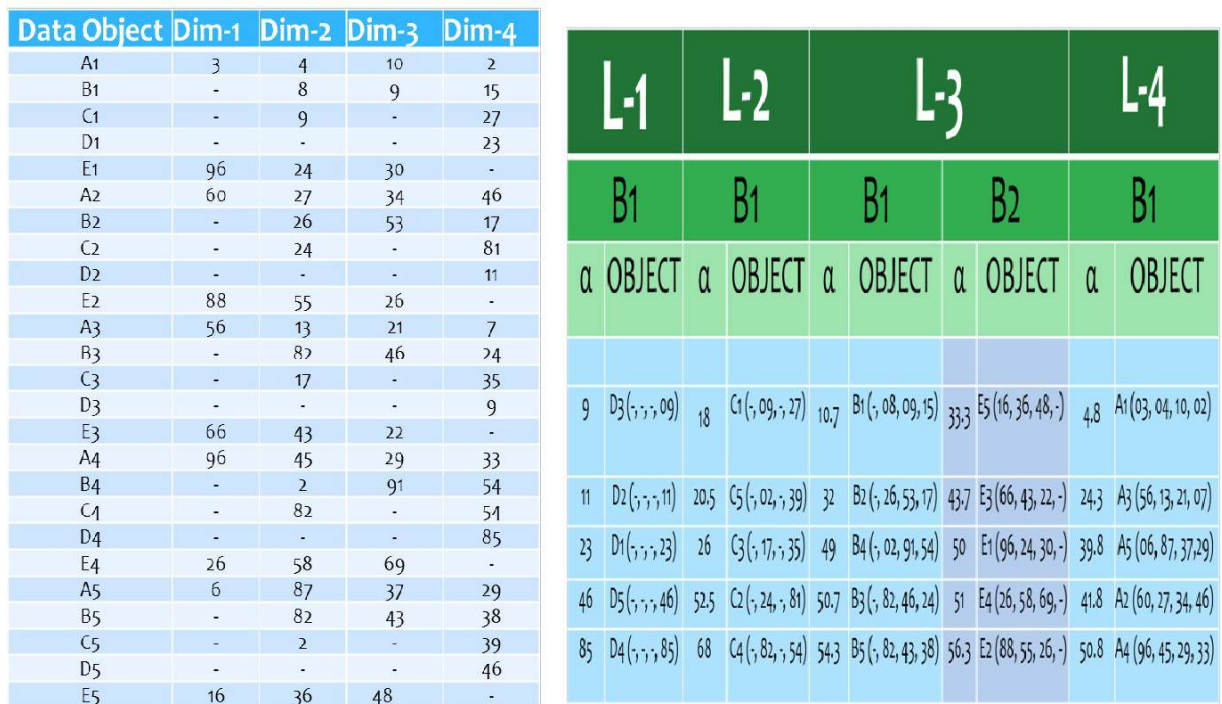 Data Object Dim-1 Dim-2 Dim-3 Dim-4
A1 3 4 10 2
B1 - 8 9 15
C1 - 9 - 27
D1 - - - 23
E1 96 24 30 -
A2 60 27 34 46
B2 - 26 53 17
C2 - 24 - 81
D2 - - - 11
E2 88 55 26 -
A3 56 13 21 7
B3 - 82 46 24
C3 - 17 - 35
D3 - - - 9
E3 66 43 22 -
A4 96 45 29 33
B4 - 2 91 54
C4 - 82 - 54
D4 - - - 85
E4 26 58 69 -
A5 6 87 37 29
B5 - 82 43 38
C5 - 2 - 39
D5 - - - 46
E5 16 36 48 -
L-1 L-2 L-3 L-4
B1 B1 B1 B2 B1
α OBJECT α OBJECT α OBJECT α OBJECT α OBJECT
9 D3 (-, -, -, 09) 18 C1 (-, 09, -, 27) 10.7 B1 (-, 08, 09, 15) 33.3 E5 (16, 36, 48, -) 4.8 A1 (03, 04, 10, 02)
11 D2 (-, -, -, 11) 20.5 C5 (-, 02, -, 39) 32 B2 (-, 26, 53, 17) 43.7 E3 (66, 43, 22, -) 24.3 A3 (56, 13, 21, 07)
23 D1 (-, -, -, 23) 26 C3 (-, 17, -, 35) 49 B4 (-, 02, 91, 54) 50 E1 (96, 24, 30, -) 39.8 A5 (06, 87, 37,29)
46 D5 (-, -, -, 46) 52.5 C2 (-, 24, -, 81) 50.7 B3 (-, 82, 46, 24) 51 E4 (26, 58, 69,-) 41.8 A2 (60, 27, 34, 46)
85 D4 (-, -, -, 85) 68 C4 (-, 82, -, 54) 54.3 B5 (-, 82, 43, 38) 56.3 E2 (88, 55, 26, -) 50.8 A4 (96, 45, 29, 33)